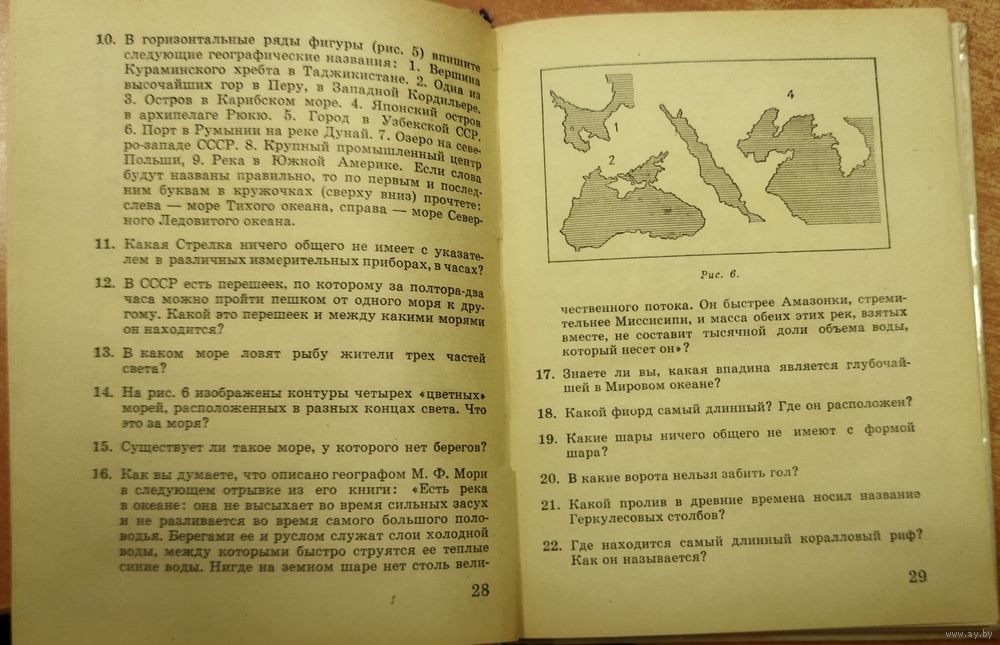 10. В горизонтальные ряды фигуры (рис. 5) впишите
следующие географические названия: 1. Вершина
Кураминского хребта в Таджикистане. 2. Одна из
высочайших гор в Перу, в Западной Кордильере.
3. Остров в Карибском море. 4. Японский остров
в архипелаге Рюкю. 5. Город в Узбекской ССР.
6. Порт в Румынии на реке Дунай. 7. Озеро на севе-
ро-западе СССР. 8. Крупный промышленный центр
Польши, 9. Река в Южной Америке. Если слова
будут названы правильно, то по первым и послед-
ним буквам в кружочках (сверху вниз) прочтете:
слева — море Тихого океана, справа — море Север-
ного Ледовитого океана.
11. Какая Стрелка ничего общего не имеет с указате-
лем в различных измерительных приборах, в часах?
12. В СССР есть перешеек, по которому за полтора-два
часа можно пройти пешком от одного моря к дру-
гому. Какой это перешеек и между какими морями
он находится?
13. В каком море ловят рыбу жители трех частей
света?
14. На рис. 6 изображены контуры четырех «цветных»
морей, расположенных в разных концах света. Что
это за моря?
15. Существует ли такое море, у которого нет берегов?
16. Как вы думаете, что описано географом М. Ф. Мори
в следующем отрывке из его книги: «Есть река
в океане: она не высыхает во время сильных засух
и не разливается во время самого большого поло-
водья. Берегами ее и руслом служат слои холодной
воды, между которыми быстро струятся ее теплые
синие воды. Нигде на земном шаре нет столь вели-
28
1
2
4
Рис. 6.
чественного потока. Он быстрее Амазонки, стреми-
тельнее Миссисипи, и масса обеих этих рек, взятых
вместе, не составит тысячной доли объема воды,
который несет он»?
17. Знаете ли вы, какая впадина является глубочай-
шей в Мировом океане?
18. Какой фиорд самый длинный? Где он расположен?
19. Какие шары ничего общего не имеют с формой
шара?
20. В какие ворота нельзя забить гол?
21. Какой пролив в древние времена носил название
Геркулесовых столбов?
22. Где находится самый длинный коралловый риф?
Как он называется?
29
www.ay.by